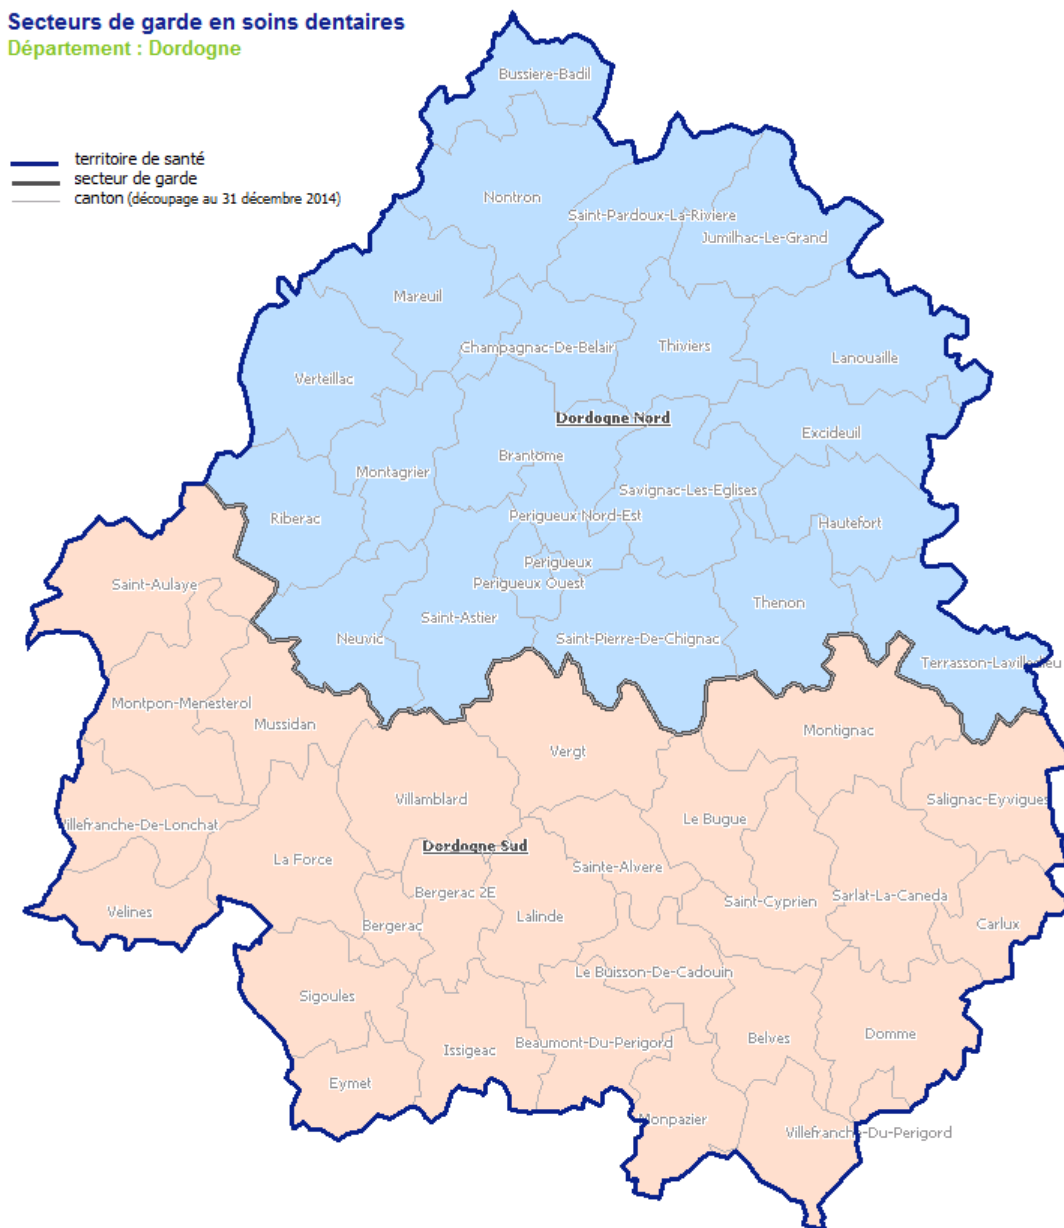 Secteurs de garde en soins dentaires
Département : Dordogne
territoire de santé
secteur de garde
canton (découpage au 31 décembre 2014)
Bussiere-Badil
Nontron
Saint-Pardoux-La-Riviere
Jumilhac-Le-Grand
Mareuil
Champagnac-De-Belair
Thiviers
Lanouaille
Verteillac
Dordogne Nord
Excideuil
Brantome
Montagrier
Savignac-Les-Eglises
Riberac
Perigueux Nord-Est
Hautefort
Perigueux
Perigueux Ouest
Saint-Aulaye
Thenon
Saint-Astier
Neuvic
Saint-Pierre-De-Chignac
Terrasson-Lavilledieu
Montpon-Menesterol
Mussidan
Montignac
Vergt
Villamblard
Salignac-Eyvigues
Le Bugue
Villefranche-De-Lonchat
Dordogne Sud
La Force
Sainte-Alvere
Bergerac 2E
Sarlat-La-Caneda
Saint-Cyprien
Velines
Lalinde
Bergerac
Carlux
Le Buisson-De-Cadouin
Sigoules
Domme
Belves
Beaumont-Du-Perigord
Issigeac
Eymet
Monpazier
Villefranche-Du-Perigord